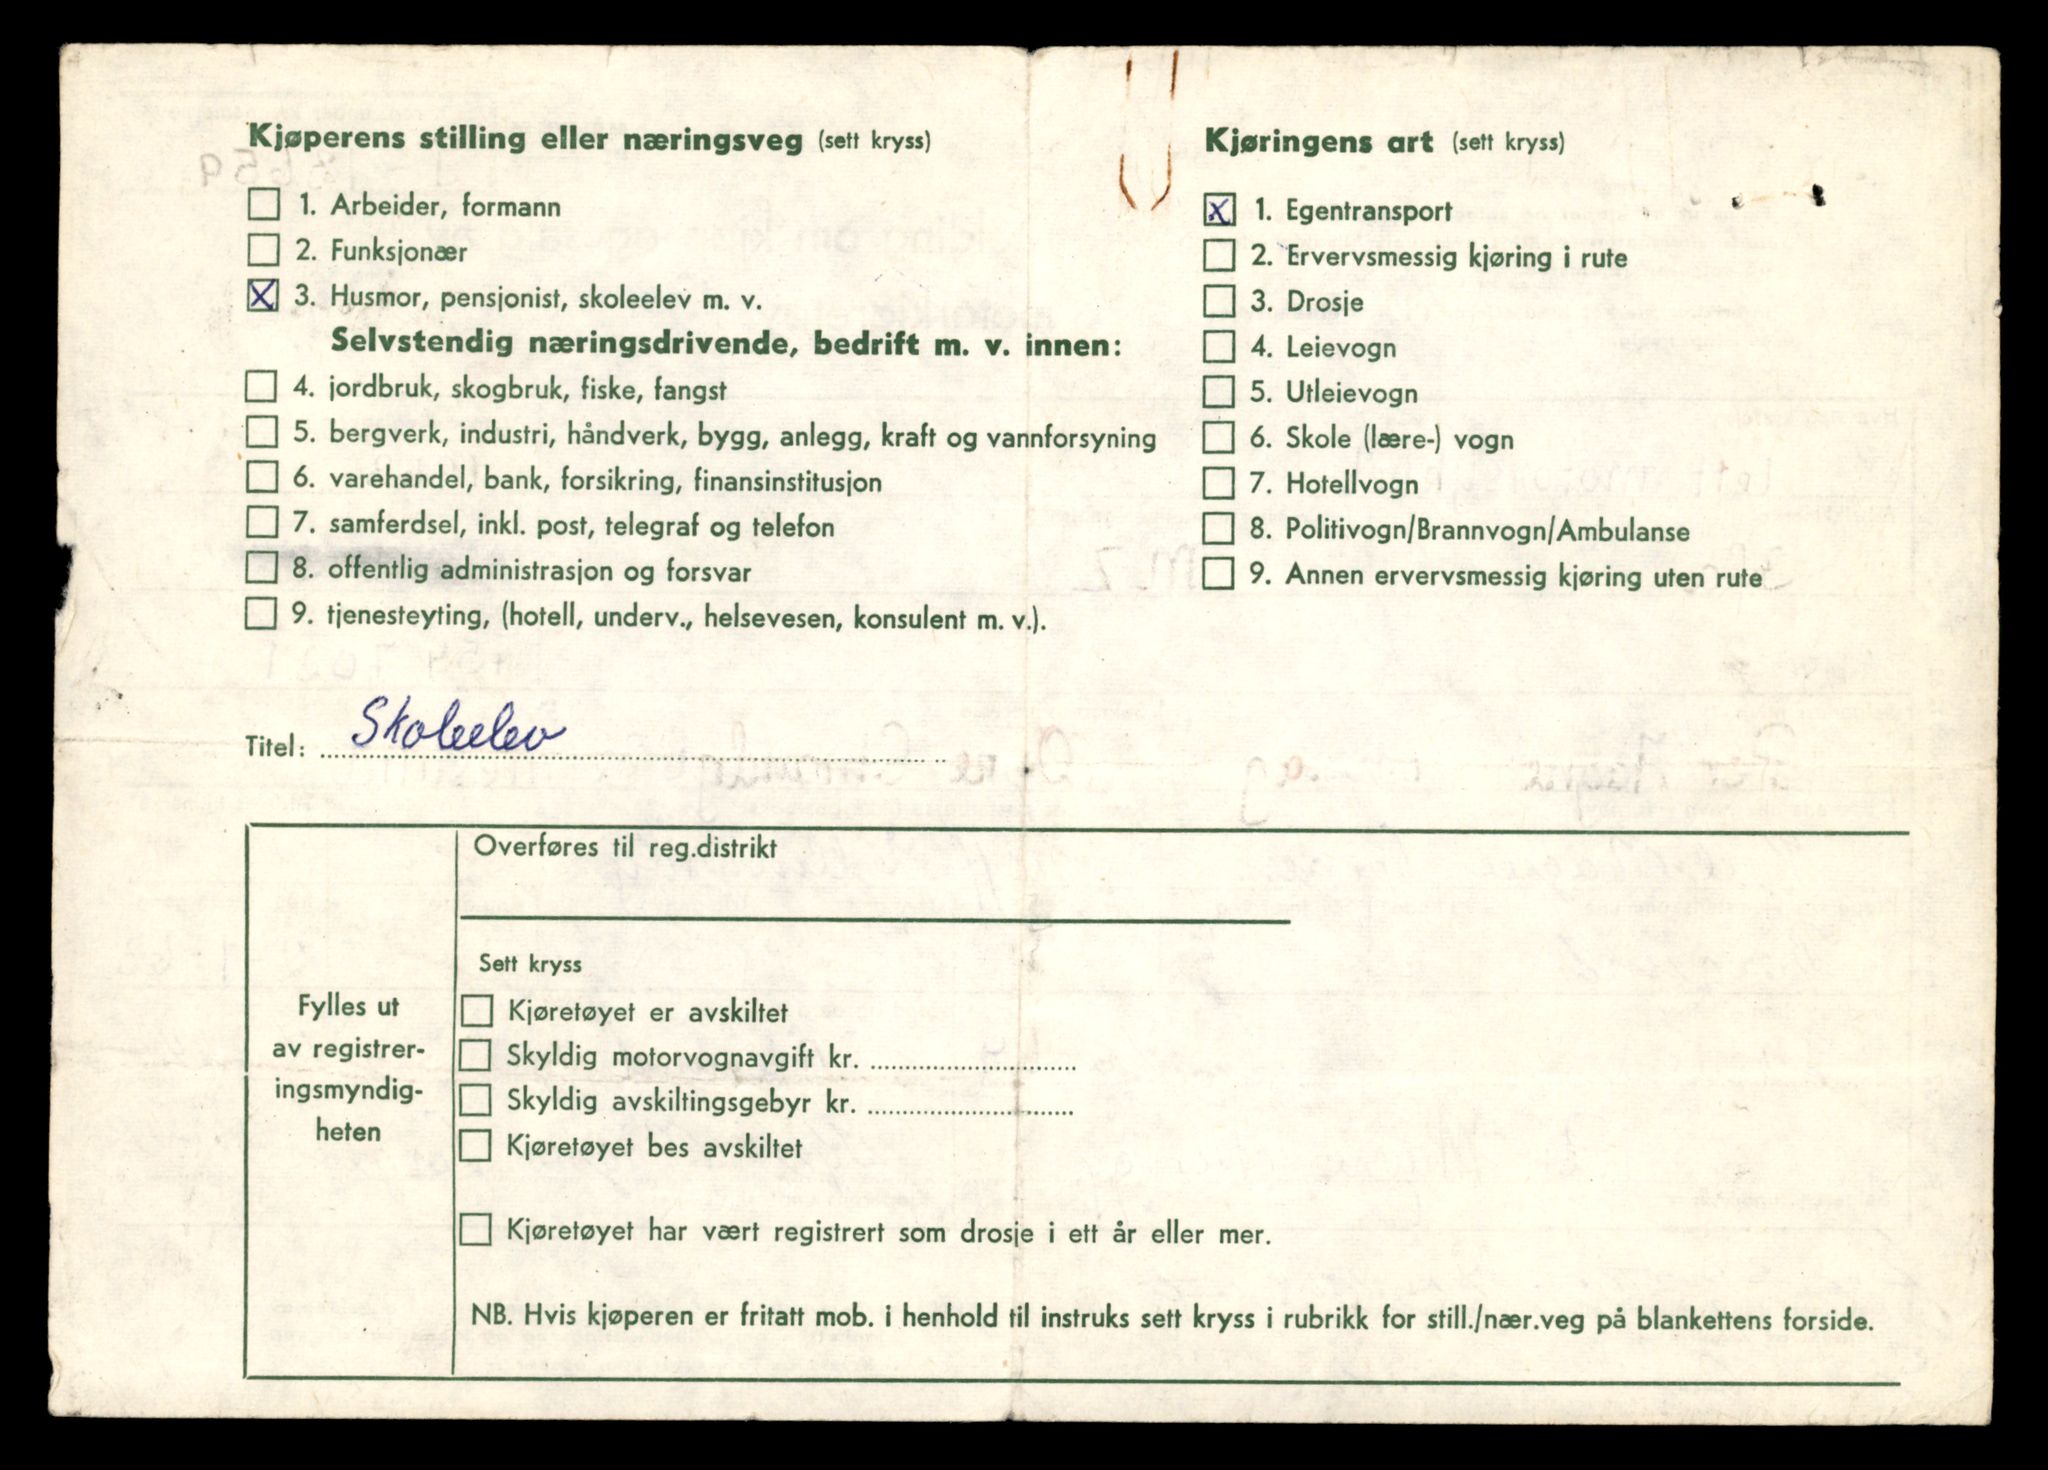 Kjøperens stilling eller næringsveg (sett kryss)
1. Arbeider, formann
2. Funksjonær
X 3. Husmor, pensjonist, skoleelev m. v.
Selvstendig næringsdrivende, bedrift m. v. innen:
4. jordbruk, skogbruk, fiske, fangst
5. bergverk, industri, håndverk, bygg, anlegg, kraft og vannforsyning
6. varehandel, bank, forsikring, finansinstitusjon
7. samferdsel, inkl. post, telegraf og telefon
8. offentlig administrasjon og forsvar
9. tjenesteyting, (hotell, underv., helsevesen, konsulent m. v.).
Kjøringens art (sett kryss)
X 1. Egentransport
2. Ervervsmessig kjøring i rute
3. Drosje
4. Leievogn
5. Utleievogn
6. Skole (lære-) vogn
7. Hotellvogn
8. Politivogn/Brannvogn/Ambulanse
9. Annen ervervsmessig kjøring uten rute
Titel: Skoleelev
Fylles ut
av registrer-
ingsmyndig-
heten
Overføres til reg.distrikt
Sett kryss
Kjøretøyet er avskiltet
Skyldig motorvognavgift kr.
Skyldig avskiltingsgebyr kr.
Kjøretøyet bes avskiltet
Kjøretøyet har vært registrert som drosje i ett år eller mer.
NB. Hvis kjøperen er fritatt mob. i henhold til instruks sett kryss i rubrikk for still./nær.veg på blankettens forside.